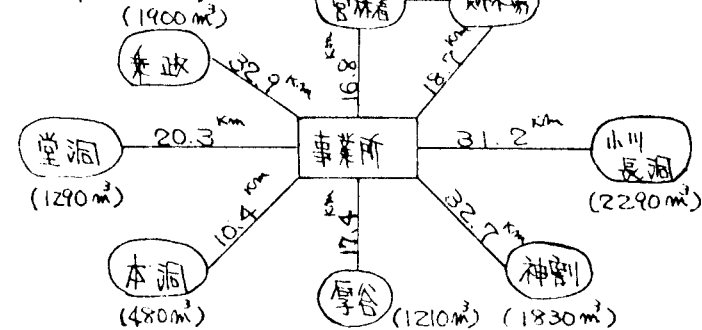 (1900㎥)
乗政
32.9 Km
16.8 Km
18.7 Km
堂洞
(1290㎥)
20.3 Km
事業所
31.2 Km
小川
長洞
(2290㎥)
10.4 Km
本洞
(480㎥)
17.4 Km
厚谷
(1210㎥)
32.7 Km
神割
(1830㎥)